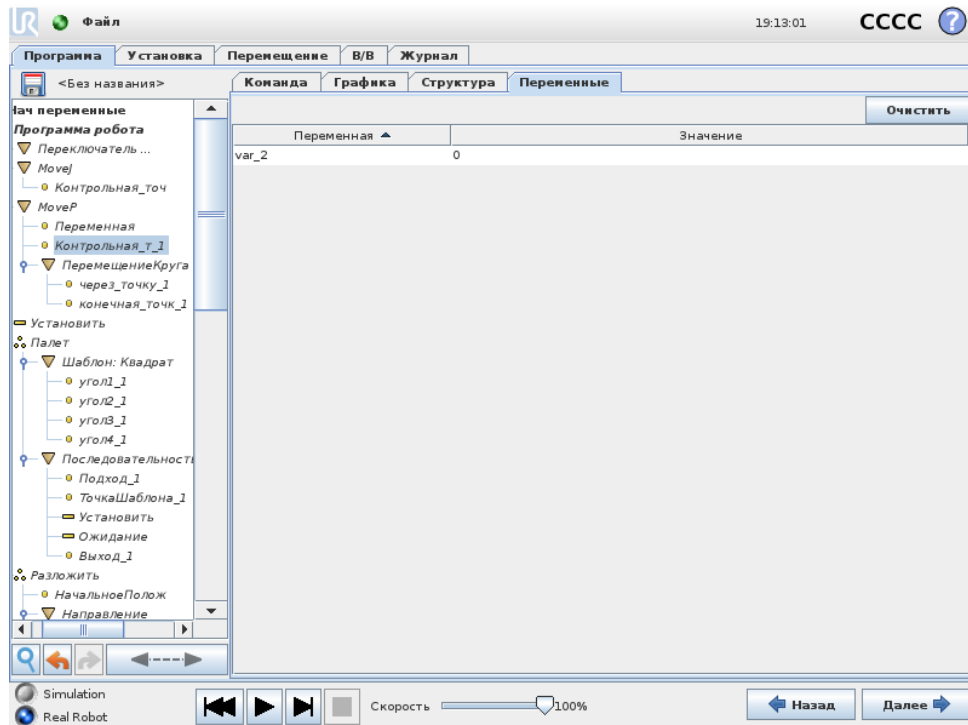 UR Файл 19:13:01 CCCC ?
Программа Установка Перемещение В/В Журнал
<Без названия>
Команда Графика Структура Переменные
Нач переменные
Очистить
Программа робота
Переменная Значение
Переключатель ...
var_2 0
MoveJ
Контрольная_точ
MoveP
Переменная
Контрольная_т_1
ПеремещениеКруга
через_точку_1
конечная_точк_1
Установить
Палет
Шаблон: Квадрат
угол1_1
угол2_1
угол3_1
угол4_1
Последовательность
Подход_1
ТочкаШаблона_1
Установить
Ожидание
Выход_1
Разложить
НачальноеПолож
Направление
Simulation
Real Robot
Скорость 100%
Назад Далее